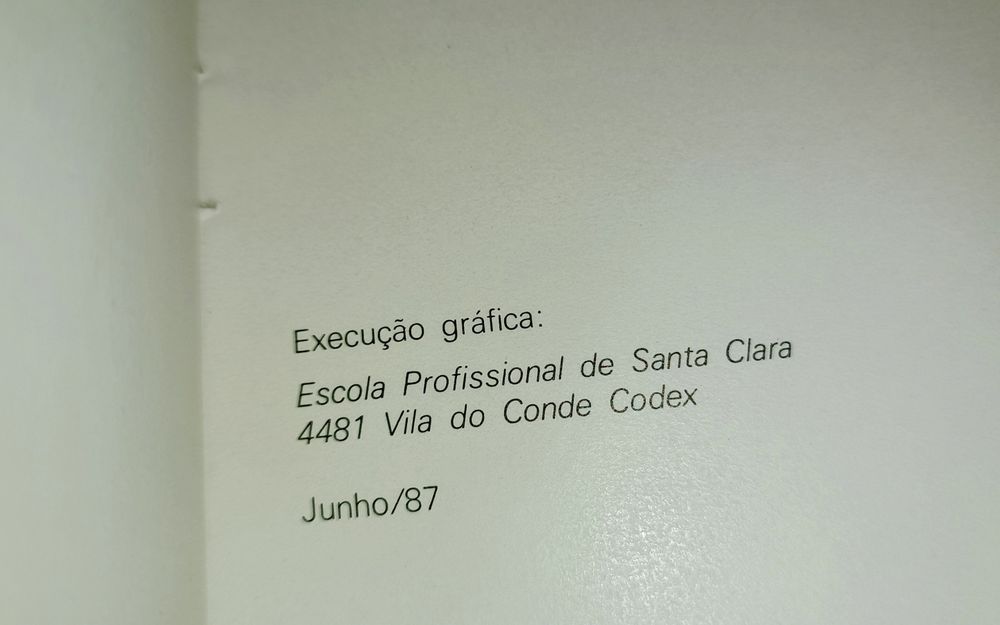 Execução gráfica:
Escola Profissional de Santa Clara
4481 Vila do Conde Codex
Junho/87